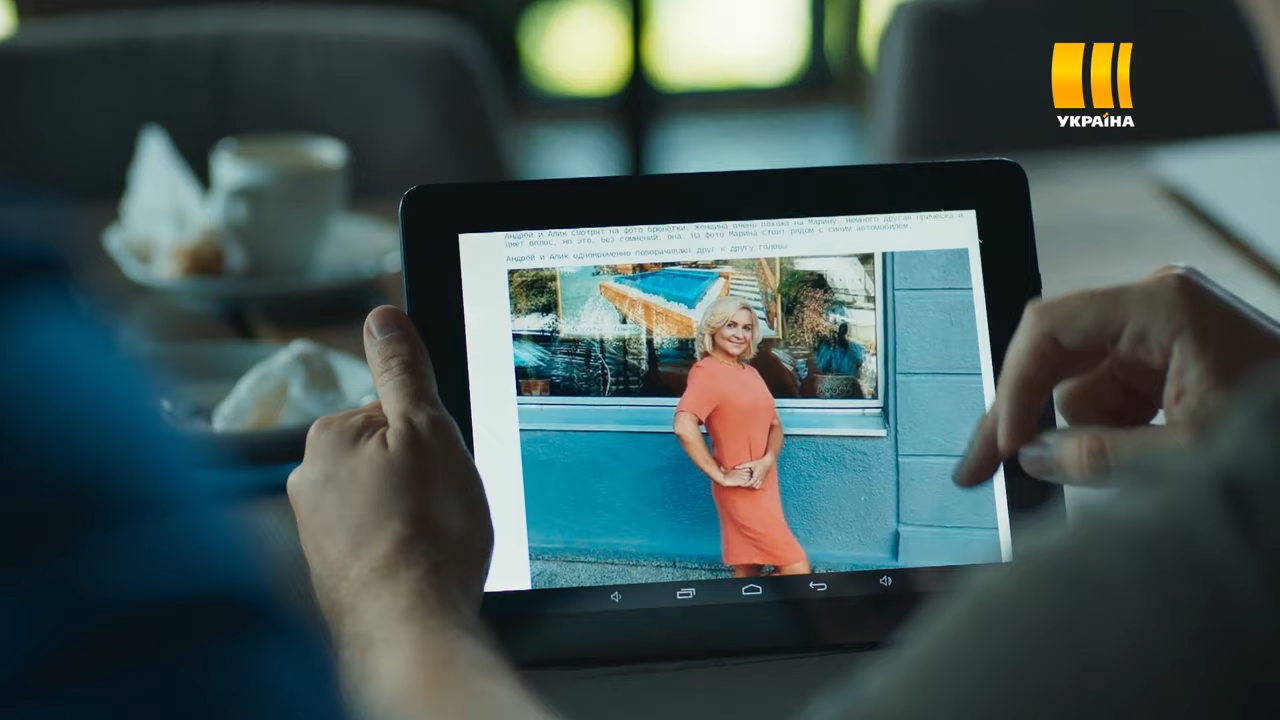 УКРАЇНА
Андрей и Алик смотрят на фото брюнетки. Женщина очень похожа на Марину. Немного другая прическа и
цвет волос, но это, без сомнений, она. На фото Марина стоит рядом с синим автомобилем.
Андрей и Алик одновременно поворачивают друг к другу головы